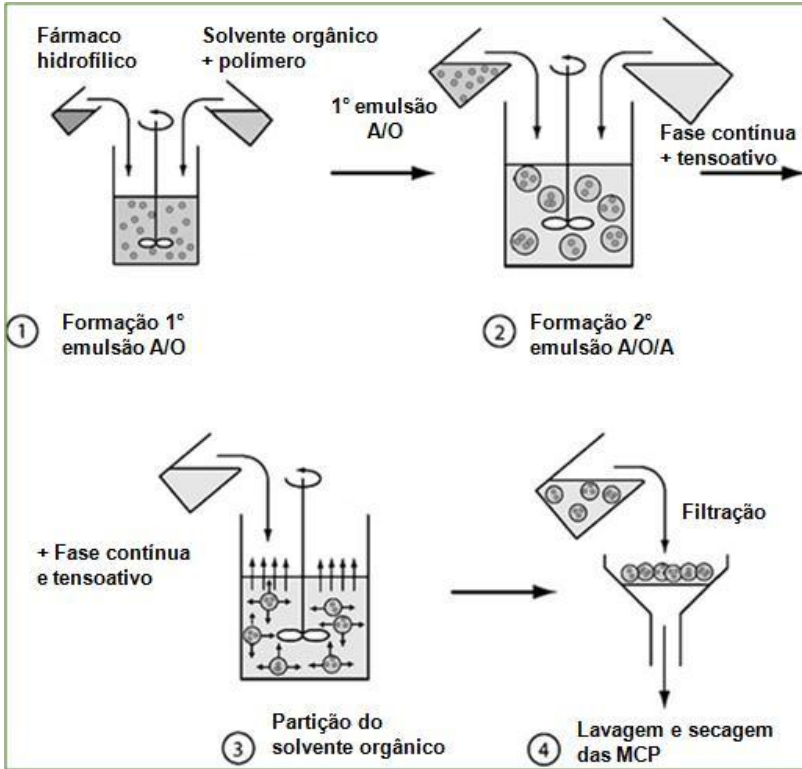 Fármaco
hidrofílico
Solvente orgânico
+ polímero
1° emulsão
A/O
Fase contínua
+ tensoativo
1
Formação 1°
emulsão A/O
2
Formação 2°
emulsão A/O/A
+ Fase contínua
e tensoativo
Filtração
3
Partição do
solvente orgânico
4
Lavagem e secagem
das MCP